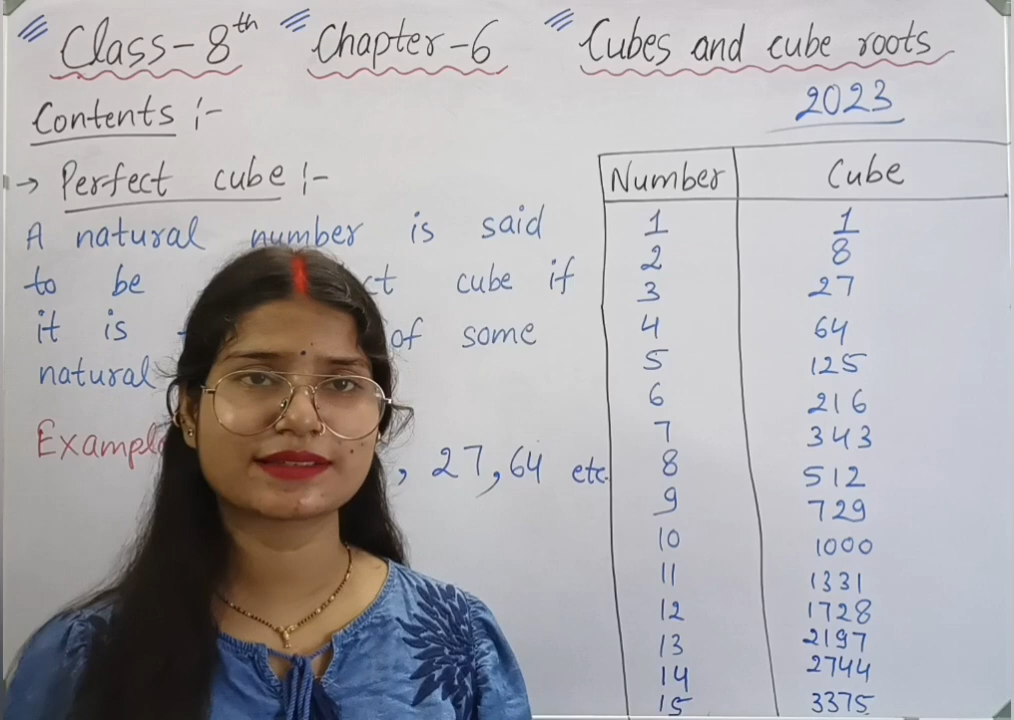 Class-8th Chapter-6 Cubes and cube roots
2023
Contents :-
→ Perfect cube :-
A natural number is said
to be cube if
it is of some
natural
Example
, 27, 64 etc.
Number Cube
1 1
2 8
3 27
4 64
5 125
6 216
7 343
8 512
9 729
10 1000
11 1331
12 1728
13 2197
14 2744
15 3375